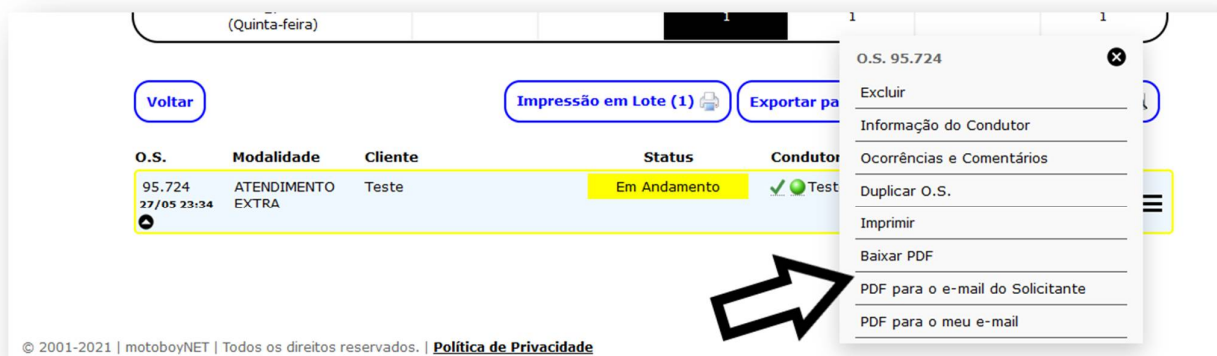 (Quinta-feira)
1 1 1
O.S. 95.724
Voltar
Impressão em Lote (1)
Exportar pa
Excluir
Informação do Condutor
Ocorrências e Comentários
Duplicar O.S.
Imprimir
Baixar PDF
PDF para o e-mail do Solicitante
PDF para o meu e-mail
O.S. Modalidade Cliente Status Condutor
95.724 ATENDIMENTO Teste Em Andamento Test
27/05 23:34 EXTRA
© 2001-2021 | motoboyNET | Todos os direitos reservados. | Política de Privacidade